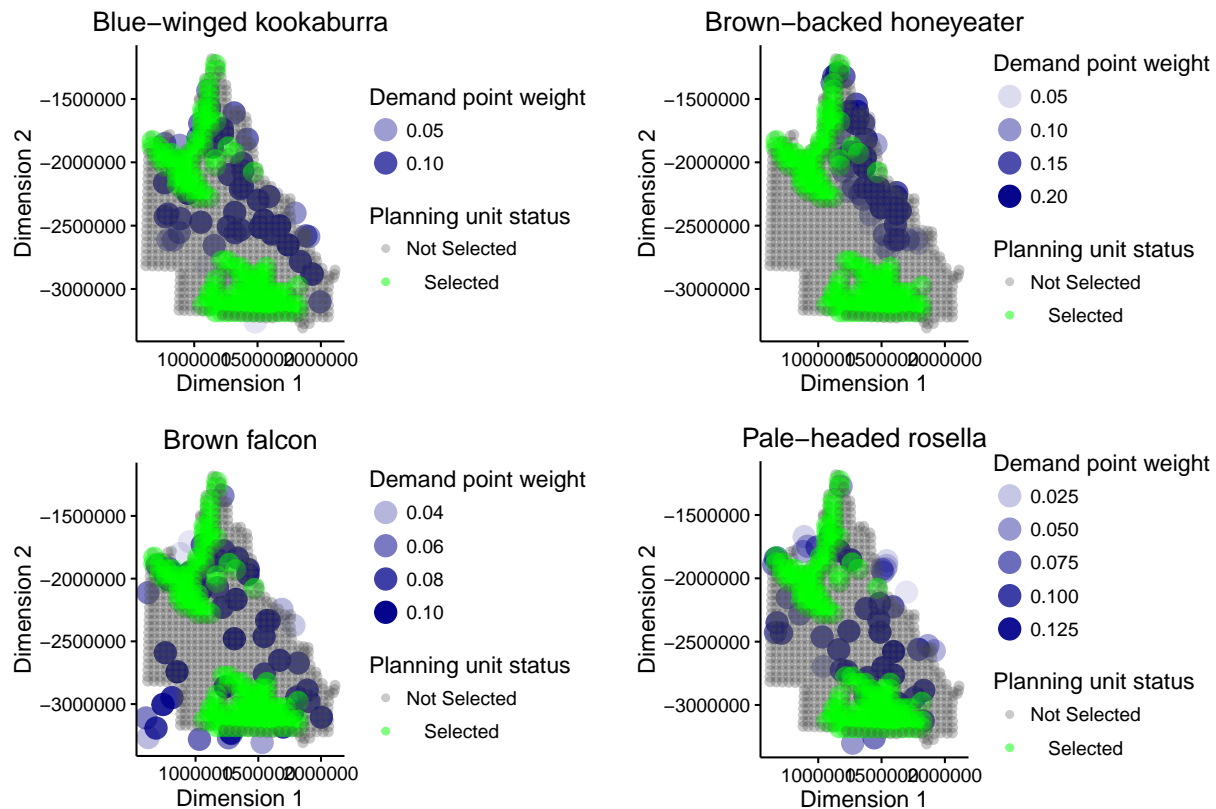 Blue−winged kookaburra
−1500000
−2000000
−2500000
−3000000
1000000 1500000 2000000
Dimension 1
Dimension 2
Demand point weight
0.05
0.10
Planning unit status
Not Selected
Selected
Brown−backed honeyeater
−1500000
−2000000
−2500000
−3000000
1000000 1500000 2000000
Dimension 1
Dimension 2
Demand point weight
0.05
0.10
0.15
0.20
Planning unit status
Not Selected
Selected
Brown falcon
−1500000
−2000000
−2500000
−3000000
1000000 1500000 2000000
Dimension 1
Dimension 2
Demand point weight
0.04
0.06
0.08
0.10
Planning unit status
Not Selected
Selected
Pale−headed rosella
−1500000
−2000000
−2500000
−3000000
1000000 1500000 2000000
Dimension 1
Dimension 2
Demand point weight
0.025
0.050
0.075
0.100
0.125
Planning unit status
Not Selected
Selected